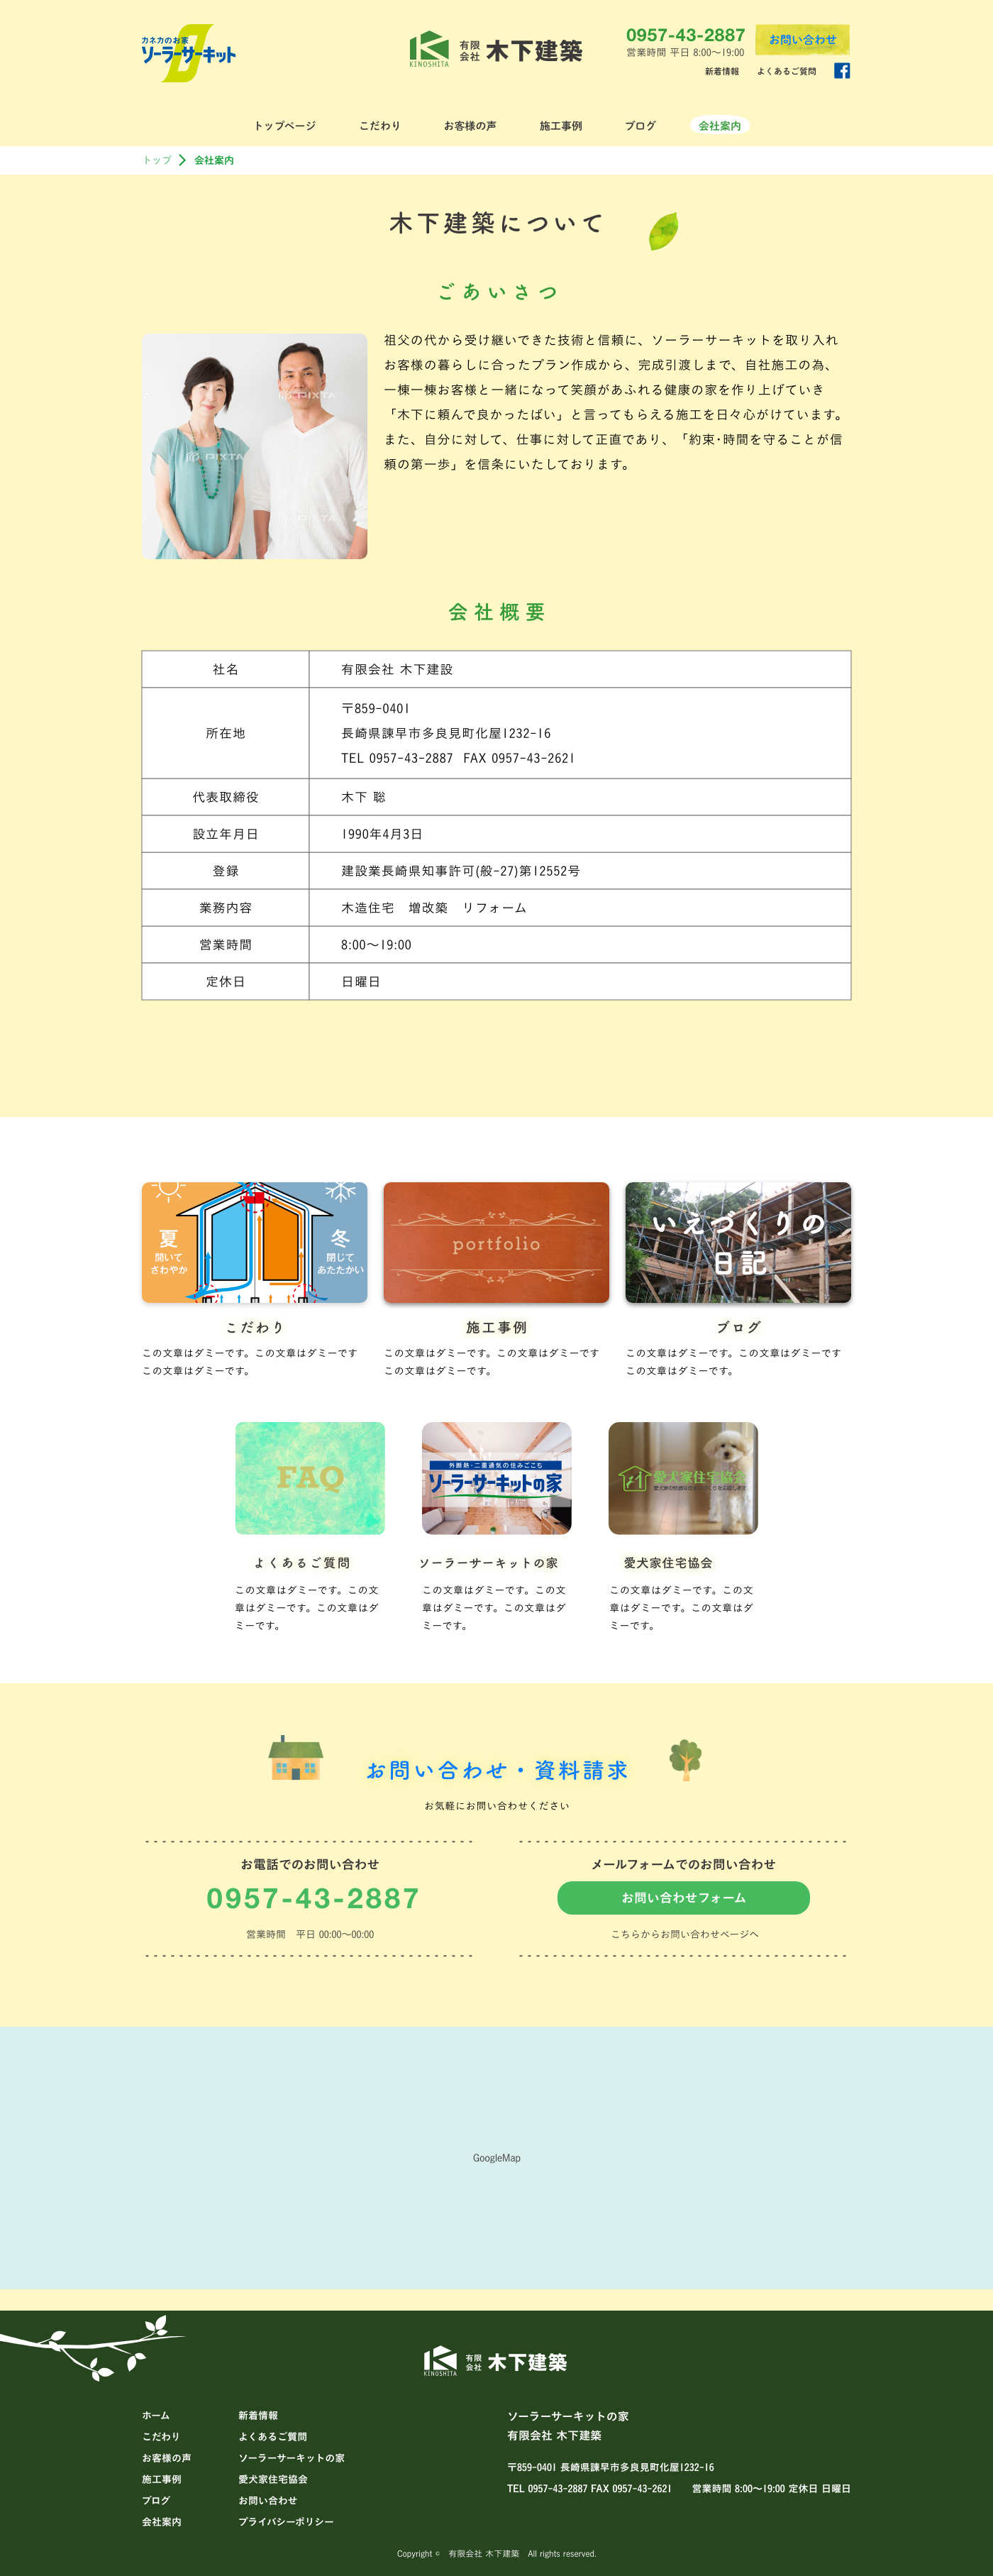 カネカのお家
ソーラーサーキット
有限会社 木下建築
KINOSHITA
0957-43-2887
営業時間 平日 8:00〜19:00
お問い合わせ
新着情報 よくあるご質問
トップページ こだわり お客様の声 施工事例 ブログ 会社案内
トップ 会社案内
木下建築について
ごあいさつ
PIXTA
PIXTA
PIXTA
祖父の代から受け継いできた技術と信頼に、ソーラーサーキットを取り入れ
お客様の暮らしに合ったプラン作成から、完成引渡しまで、自社施工の為、
一棟一棟お客様と一緒になって笑顔があふれる健康の家を作り上げていき
「木下に頼んで良かったばい」と言ってもらえる施工を日々心がけています。
また、自分に対して、仕事に対して正直であり、「約束・時間を守ることが信
頼の第一歩」を信条にいたしております。
会社概要
社名 有限会社 木下建設
所在地 〒859-0401
長崎県諫早市多良見町化屋1232-16
TEL 0957-43-2887 FAX 0957-43-2621
代表取締役 木下 聡
設立年月日 1990年4月3日
登録 建設業長崎県知事許可(般-27)第12552号
業務内容 木造住宅　増改築　リフォーム
営業時間 8:00〜19:00
定休日 日曜日
夏
開いて
さわやか
冬
閉じて
あたたかい
portfolio
いえづくりの
日記
こだわり 施工事例 ブログ
この文章はダミーです。この文章はダミーです
この文章はダミーです。
この文章はダミーです。この文章はダミーです
この文章はダミーです。
この文章はダミーです。この文章はダミーです
この文章はダミーです。
FAQ
外断熱・二重通気の住みごこち
ソーラーサーキットの家
愛犬家住宅協会
よくあるご質問 ソーラーサーキットの家 愛犬家住宅協会
この文章はダミーです。この文
章はダミーです。この文章はダ
ミーです。
この文章はダミーです。この文
章はダミーです。この文章はダ
ミーです。
この文章はダミーです。この文
章はダミーです。この文章はダ
ミーです。
お問い合わせ・資料請求
お気軽にお問い合わせください
お電話でのお問い合わせ
0957-43-2887
営業時間　平日 00:00〜00:00
メールフォームでのお問い合わせ
お問い合わせフォーム
こちらからお問い合わせページへ
GoogleMap
有限会社 木下建築
KINOSHITA
ホーム
こだわり
お客様の声
施工事例
ブログ
会社案内
新着情報
よくあるご質問
ソーラーサーキットの家
愛犬家住宅協会
お問い合わせ
プライバシーポリシー
ソーラーサーキットの家
有限会社 木下建築
〒859-0401 長崎県諫早市多良見町化屋1232-16
TEL 0957-43-2887 FAX 0957-43-2621　営業時間 8:00〜19:00 定休日 日曜日
Copyright ©　有限会社 木下建築　All rights reserved.